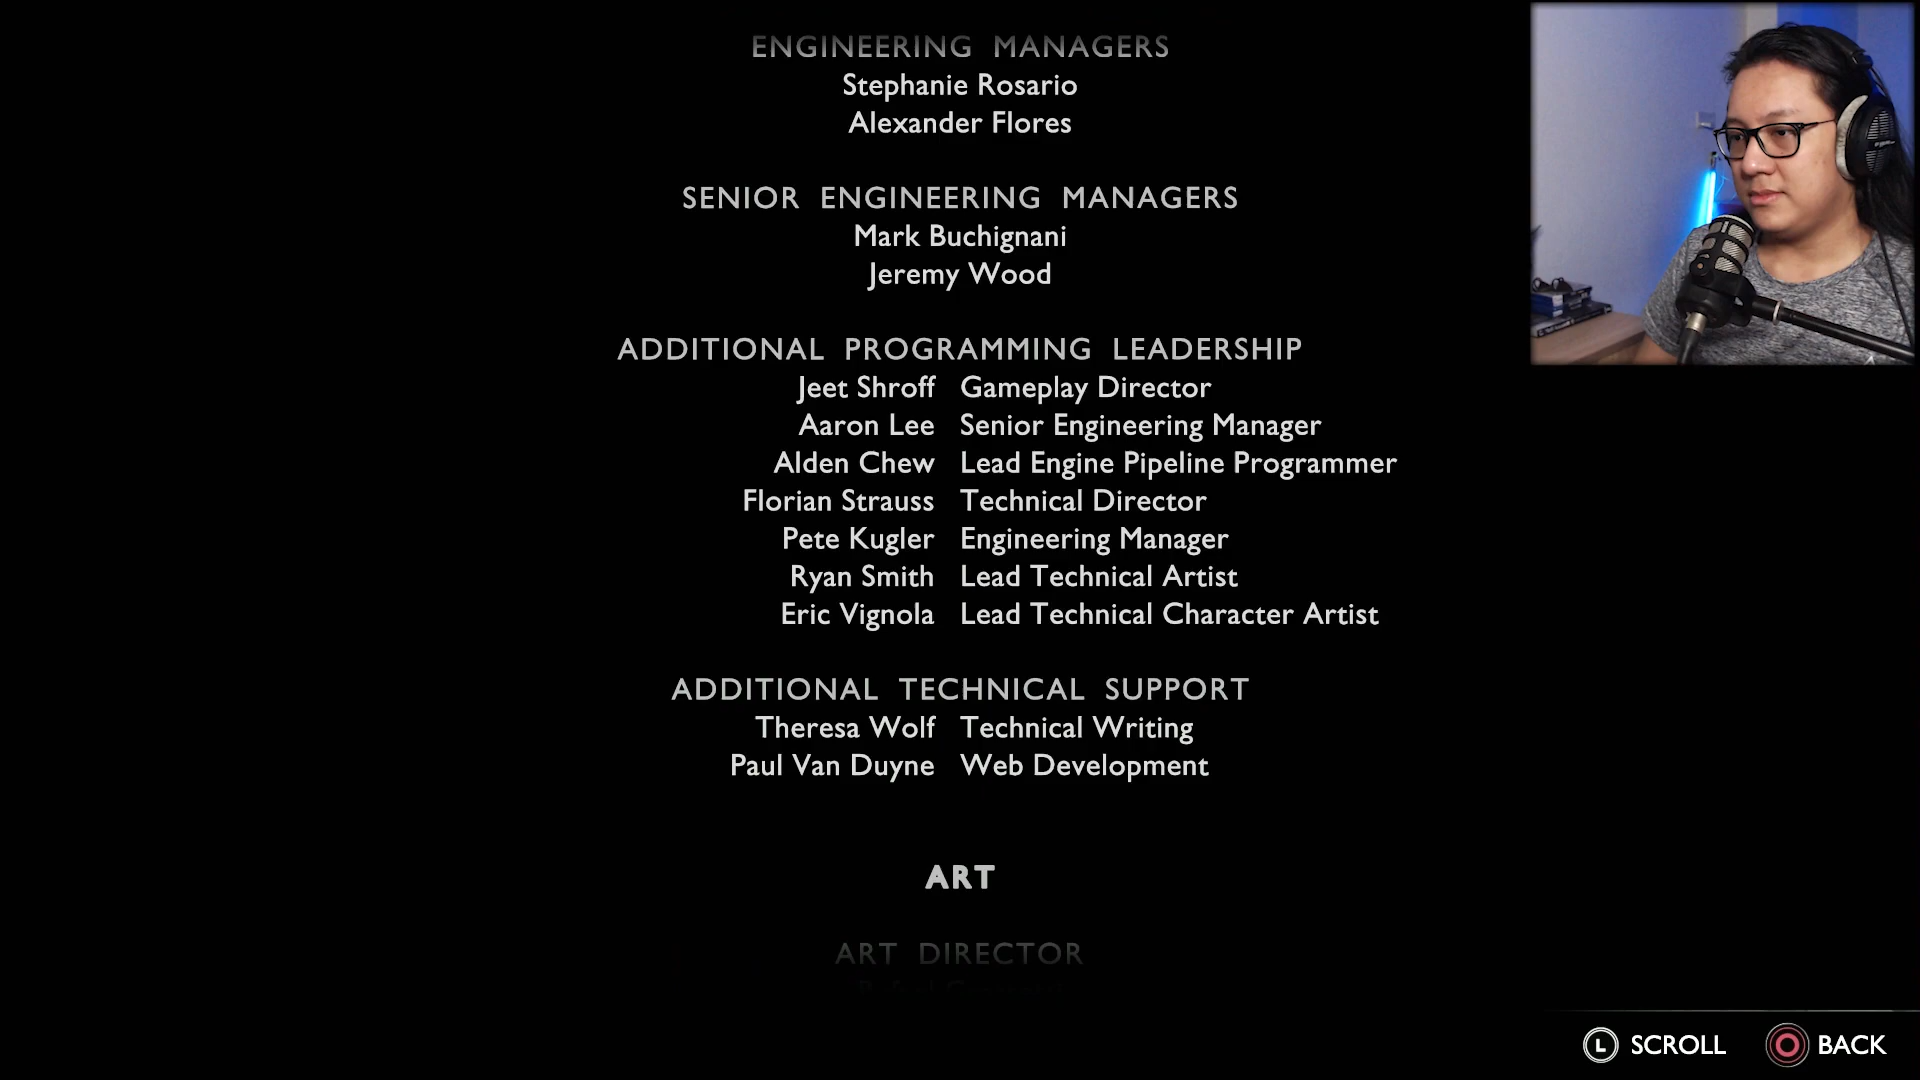 ENGINEERING MANAGERS
Stephanie Rosario
Alexander Flores
SENIOR ENGINEERING MANAGERS
Mark Buchignani
Jeremy Wood
ADDITIONAL PROGRAMMING LEADERSHIP
Jeet Shroff Gameplay Director
Aaron Lee Senior Engineering Manager
Alden Chew Lead Engine Pipeline Programmer
Florian Strauss Technical Director
Pete Kugler Engineering Manager
Ryan Smith Lead Technical Artist
Eric Vignola Lead Technical Character Artist
ADDITIONAL TECHNICAL SUPPORT
Theresa Wolf Technical Writing
Paul Van Duyne Web Development
ART
ART DIRECTOR
L SCROLL BACK